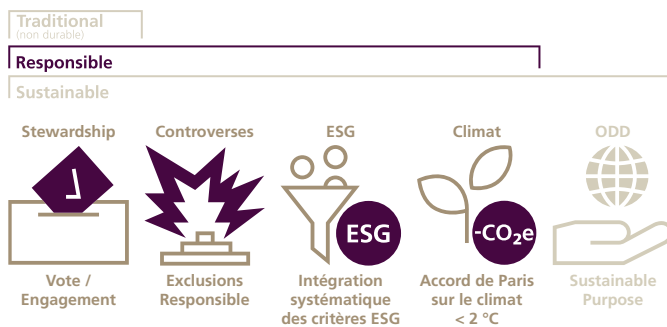 Traditional
(non durable)
Responsible
Sustainable
Stewardship
Controverses
ESG
Climat
ODD
ESG
-CO₂e
Vote /
Engagement
Exclusions
Responsible
Intégration
systématique
des critères ESG
Accord de Paris
sur le climat
< 2 °C
Sustainable
Purpose